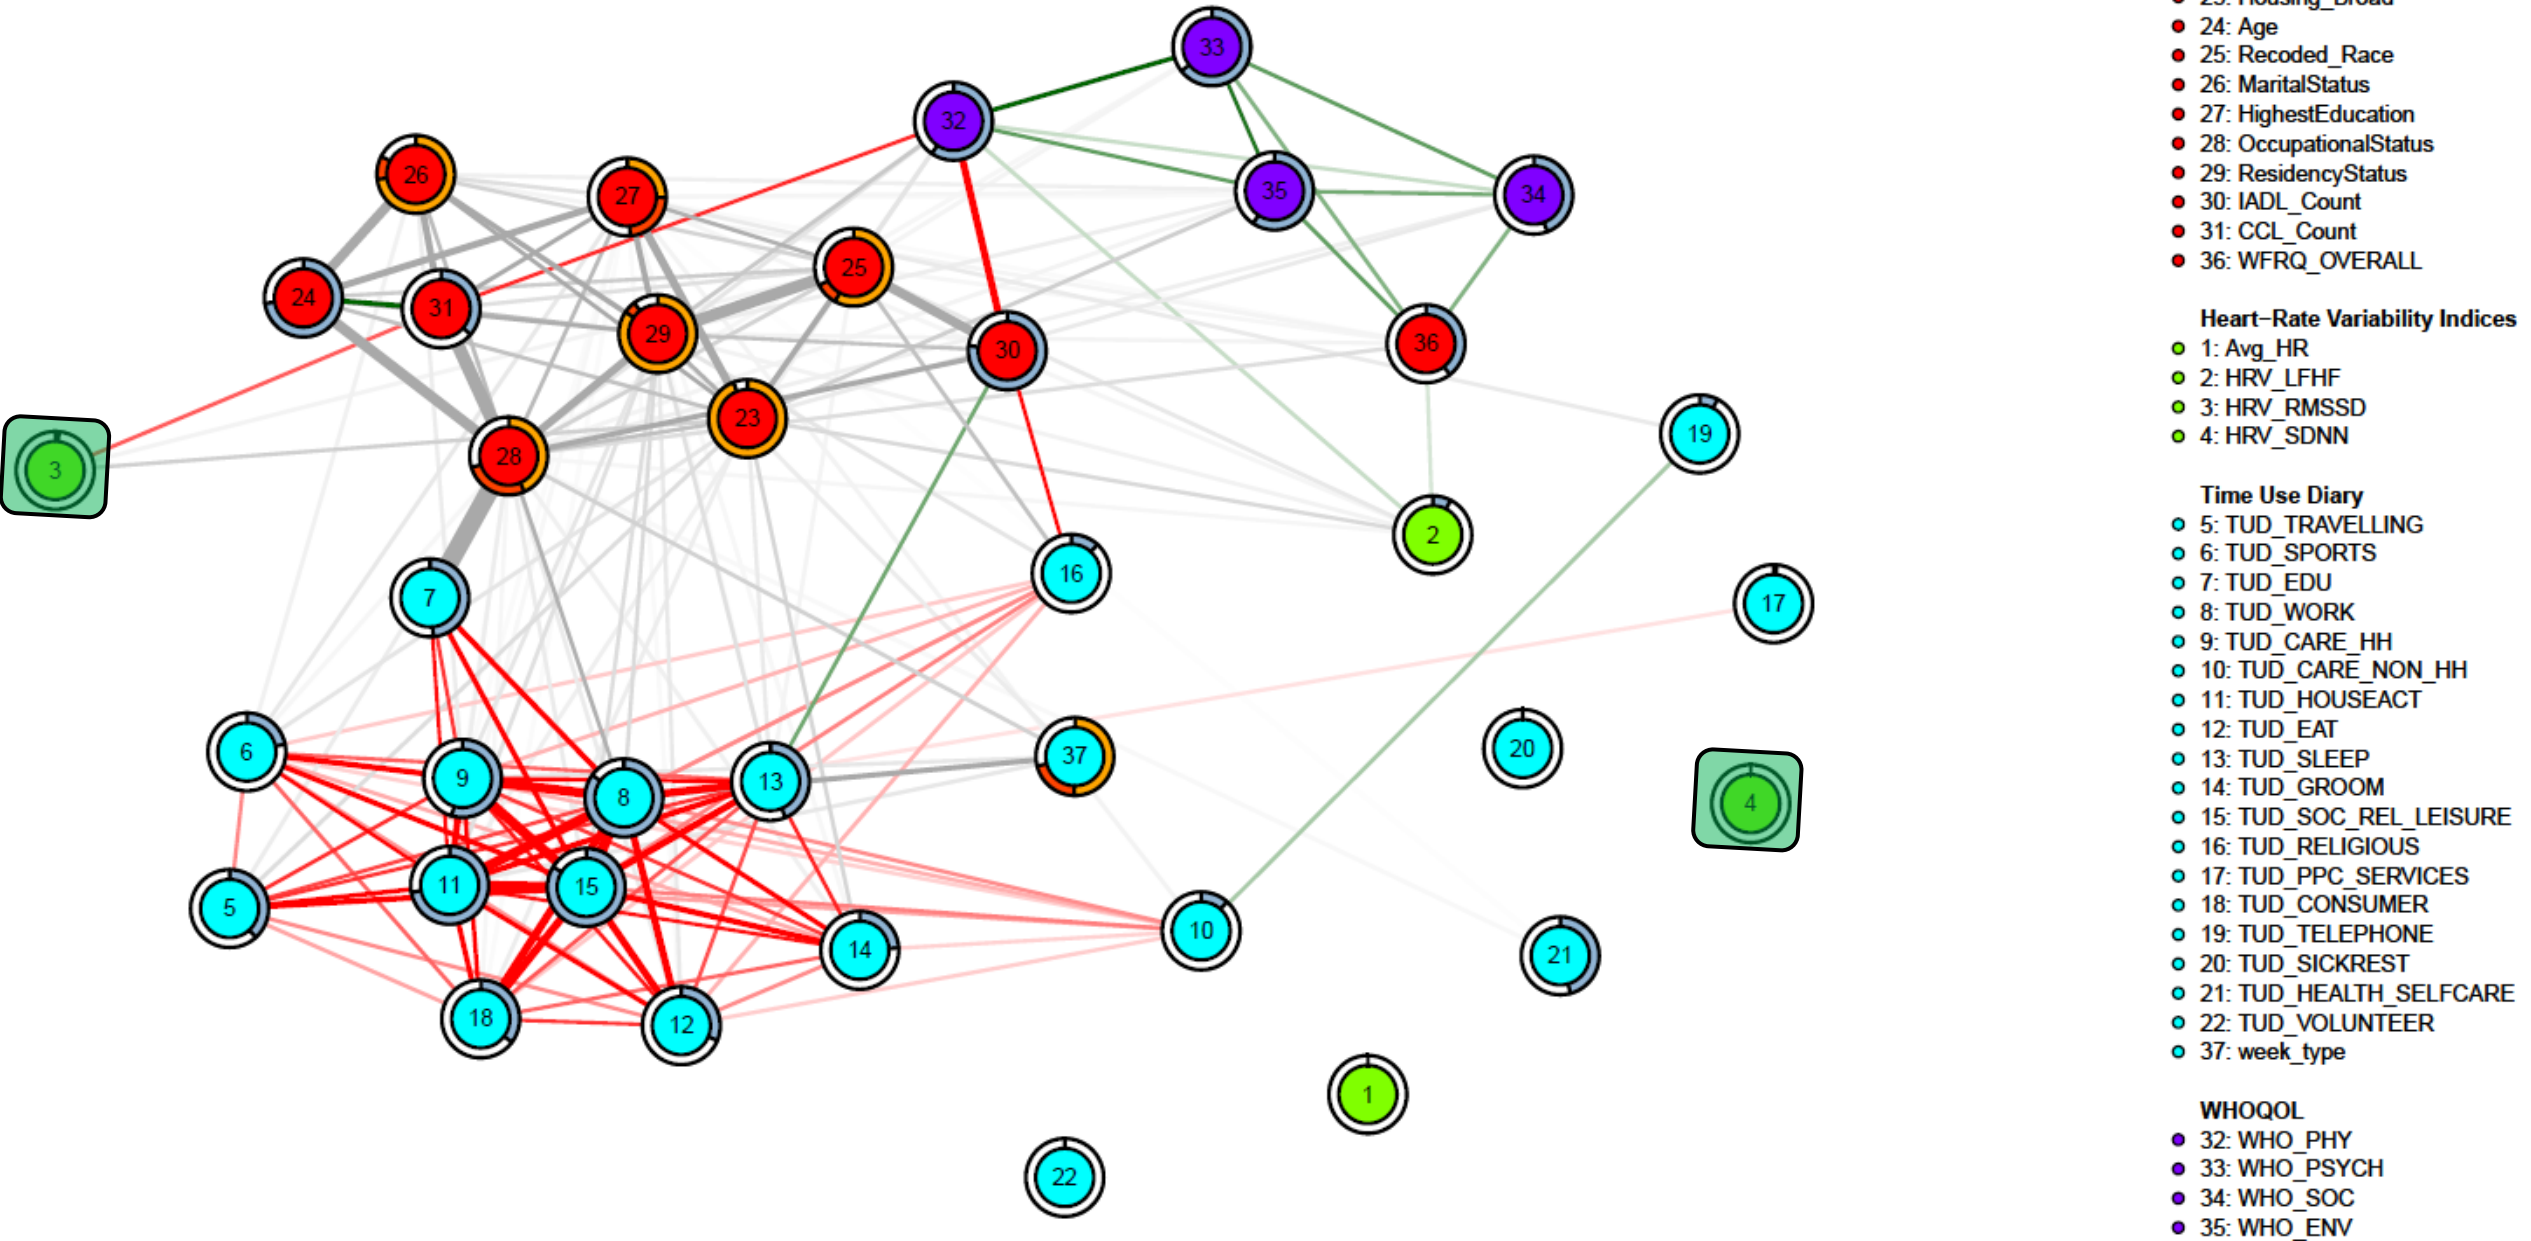 33
32
26
27
35
34
25
24
31
29
30
36
23
19
28
3
2
16
7
17
6
37
20
9
13
8
4
11
15
5
10
14
21
18
12
1
22
23: Housing_Broad
24: Age
25: Recoded_Race
26: MaritalStatus
27: HighestEducation
28: OccupationalStatus
29: ResidencyStatus
30: IADL_Count
31: CCL_Count
36: WFRQ_OVERALL
Heart−Rate Variability Indices
1: Avg_HR
2: HRV_LFHF
3: HRV_RMSSD
4: HRV_SDNN
Time Use Diary
5: TUD_TRAVELLING
6: TUD_SPORTS
7: TUD_EDU
8: TUD_WORK
9: TUD_CARE_HH
10: TUD_CARE_NON_HH
11: TUD_HOUSEACT
12: TUD_EAT
13: TUD_SLEEP
14: TUD_GROOM
15: TUD_SOC_REL_LEISURE
16: TUD_RELIGIOUS
17: TUD_PPC_SERVICES
18: TUD_CONSUMER
19: TUD_TELEPHONE
20: TUD_SICKREST
21: TUD_HEALTH_SELFCARE
22: TUD_VOLUNTEER
37: week_type
WHOQOL
32: WHO_PHY
33: WHO_PSYCH
34: WHO_SOC
35: WHO_ENV